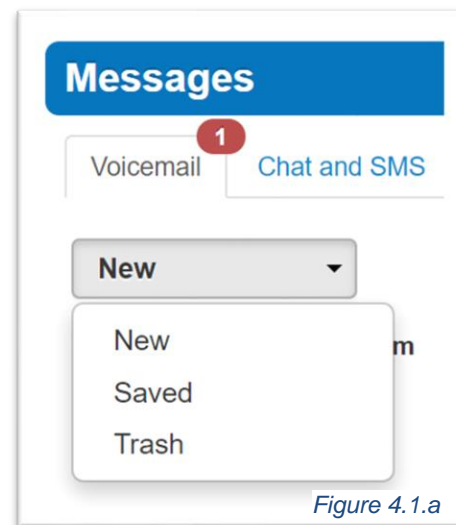 Messages
1
Voicemail Chat and SMS
New
New
m
Saved
Trash
Figure 4.1.a